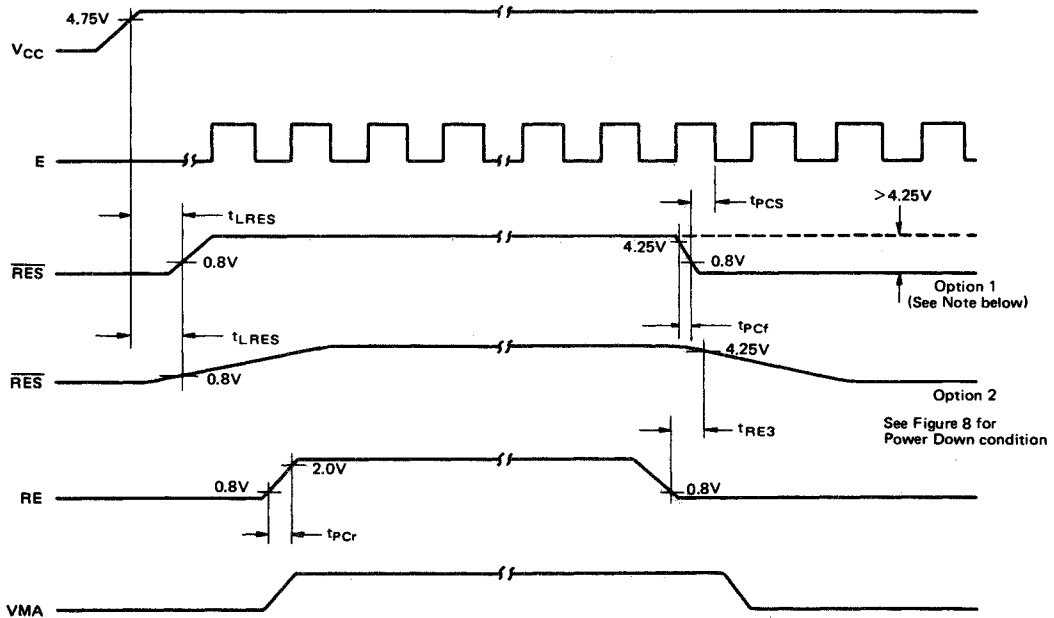 4.75V
VCC
E
tPCS
>4.25V
tLRES
4.25V
0.8V
0.8V
RES
Option 1
(See Note below)
tLRES
tPCf
4.25V
0.8V
RES
Option 2
tRE3
See Figure 8 for
Power Down condition
2.0V
0.8V
0.8V
RE
tPCr
VMA